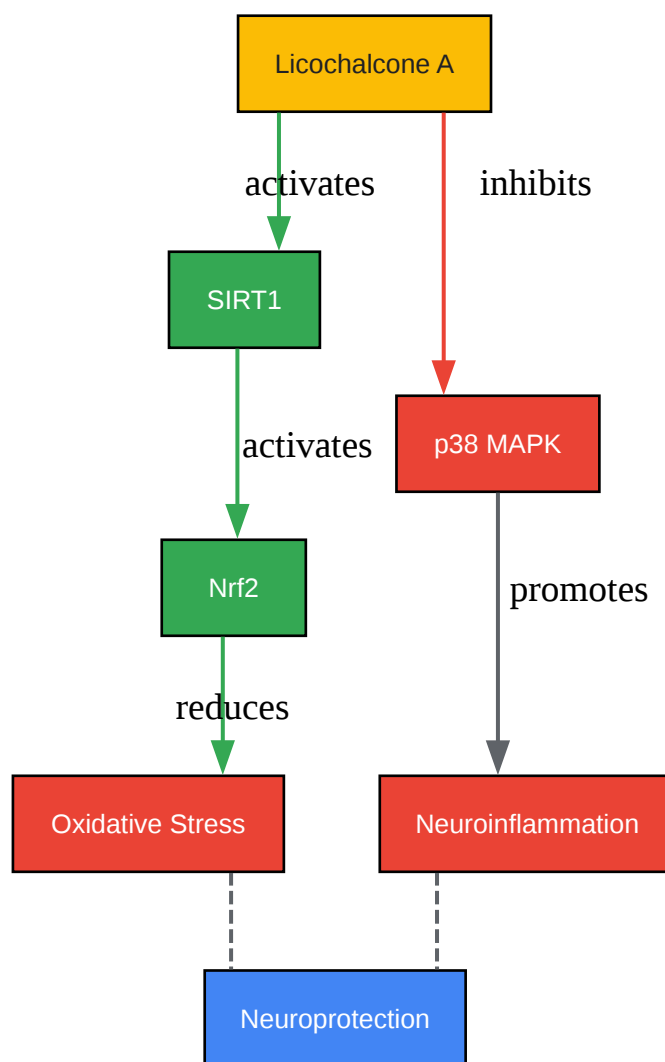 Licochalcone A
activates
inhibits
SIRT1
activates
p38 MAPK
Nrf2
promotes
reduces
Oxidative Stress
Neuroinflammation
Neuroprotection